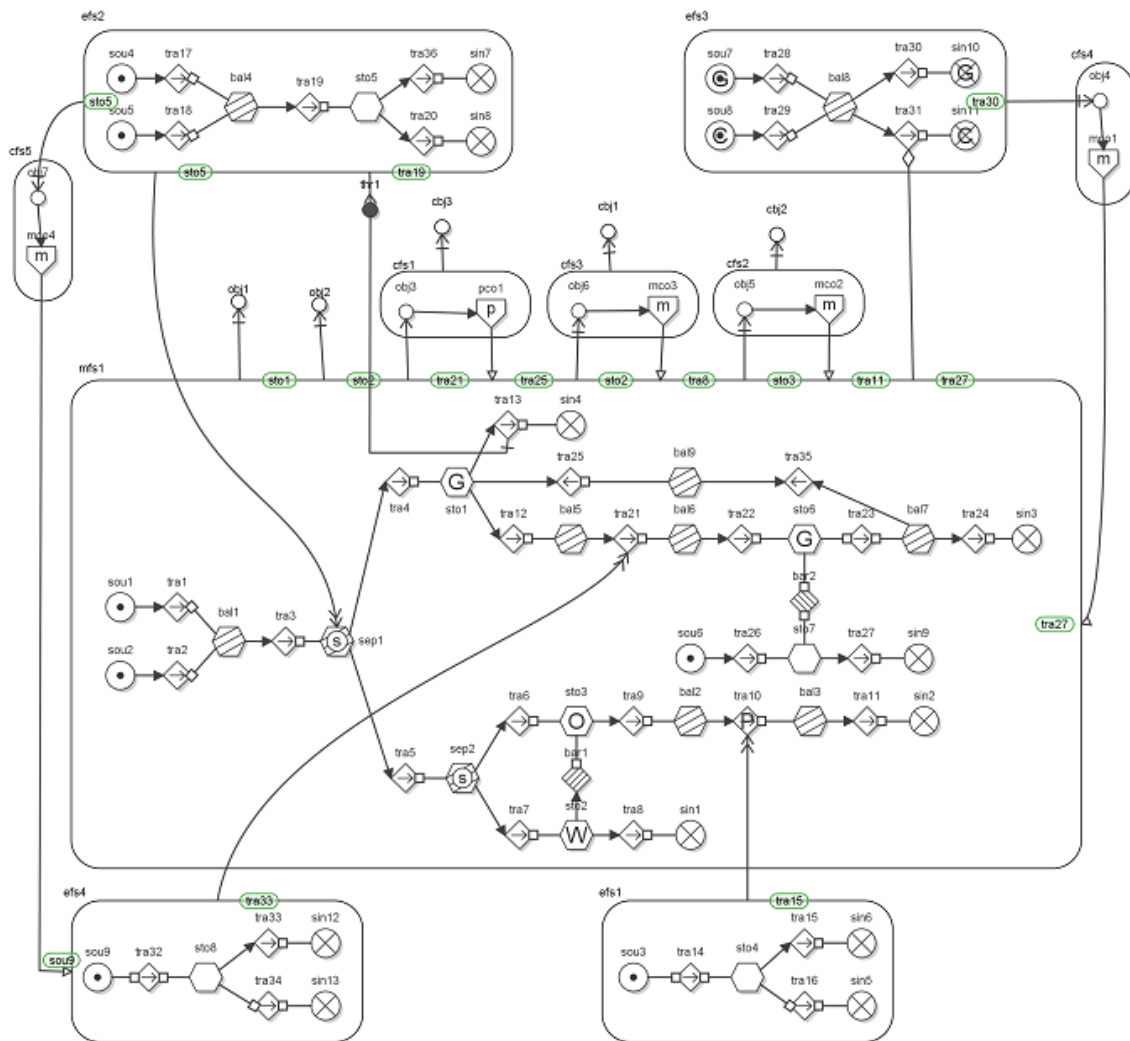 efs2
efs3
sou4 tra17 tra36 sin7
sou7 tra28 tra30 sin10
cfs4
bal4 tra19 sto5
bal8
obj4
G G
sto5
tra30
sou5 tra18 tra20 sin8
sou8 tra29 tra31 sin11
C C
mco1
m
cfs5
obj7
sto5 tra19
thr1
mco4
m
cbj3 cbj1 cbj2
cfs1 cfs3 cfs2
obj1 obj2
obj3 pco1
p
obj6 mco3
m
obj5 mco2
m
mfs1
sto1 sto2 tra21 tra25 sto2 tra8 sto3 tra11 tra27
tra13 sin4
tra25 bal9 tra35
G
tra4 sto1
tra12 bal5 tra21 bal6 tra22 sto6 tra23 bal7 tra24 sin3
G
bar2
sou1 tra1
bal1 tra3
s
sep1
sou2 tra2
tra27
sou6 tra26 sto7 tra27 sin9
tra6 sto3 tra9 bal2 tra10 bal3 tra11 sin2
O P
tra5 sep2
s
bar1
tra7 sto2 tra8 sin1
W
efs4
tra33
efs1
tra15
tra33 sin12
tra15 sin6
sou9
sou9 tra32 sto8
sou3 tra14 sto4
tra34 sin13
tra16 sin5